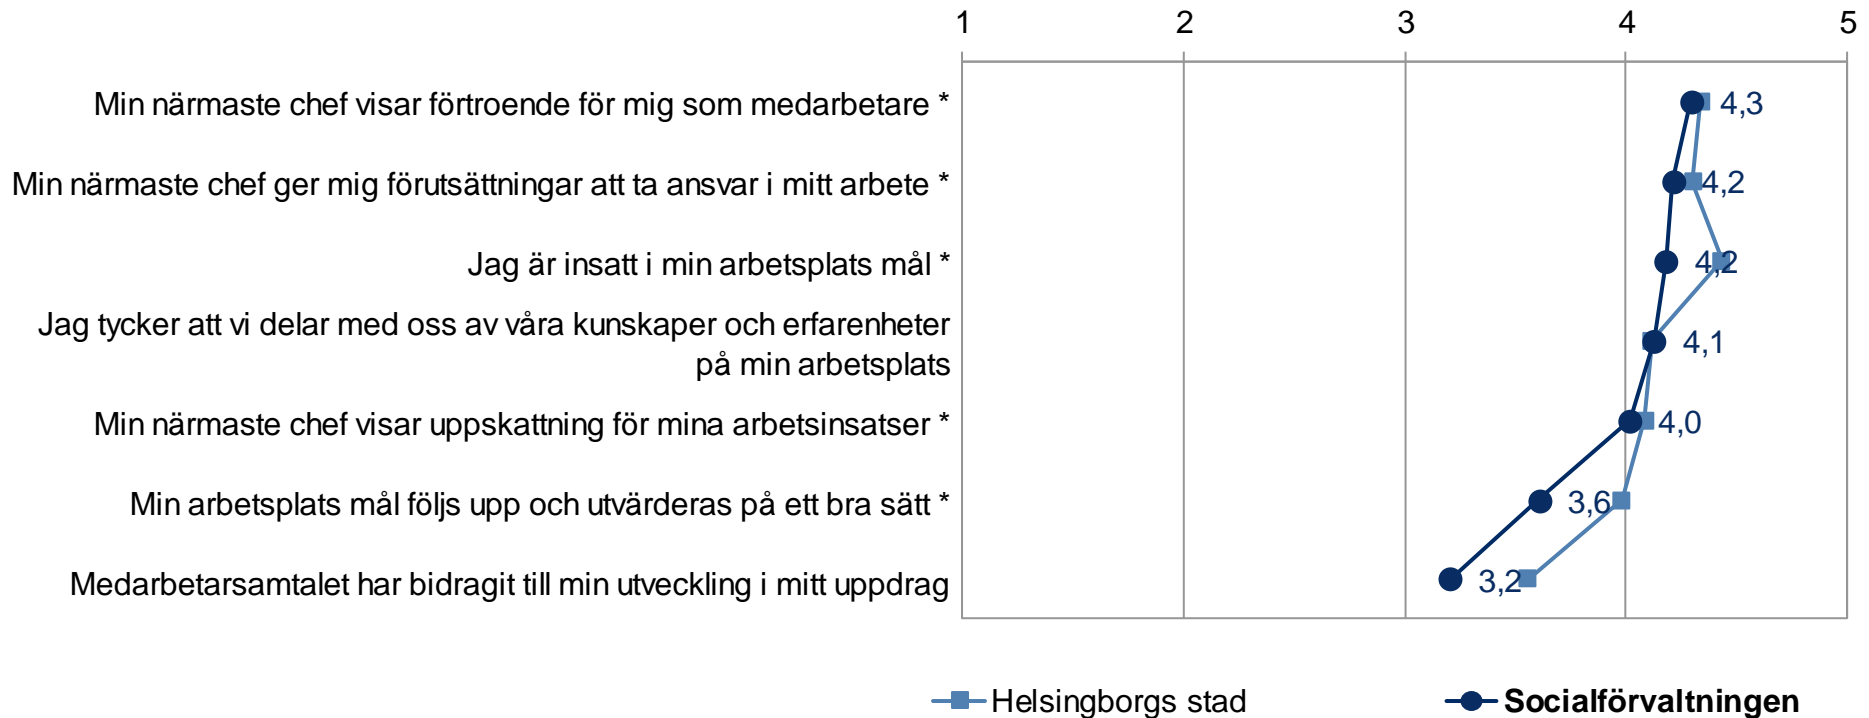 1 2 3 4 5
Min närmaste chef visar förtroende för mig som medarbetare * 4,3
Min närmaste chef ger mig förutsättningar att ta ansvar i mitt arbete * 4,2
Jag är insatt i min arbetsplats mål * 4,2
Jag tycker att vi delar med oss av våra kunskaper och erfarenheter
på min arbetsplats 4,1
Min närmaste chef visar uppskattning för mina arbetsinsatser * 4,0
Min arbetsplats mål följs upp och utvärderas på ett bra sätt * 3,6
Medarbetarsamtalet har bidragit till min utveckling i mitt uppdrag 3,2
Helsingborgs stad Socialförvaltningen